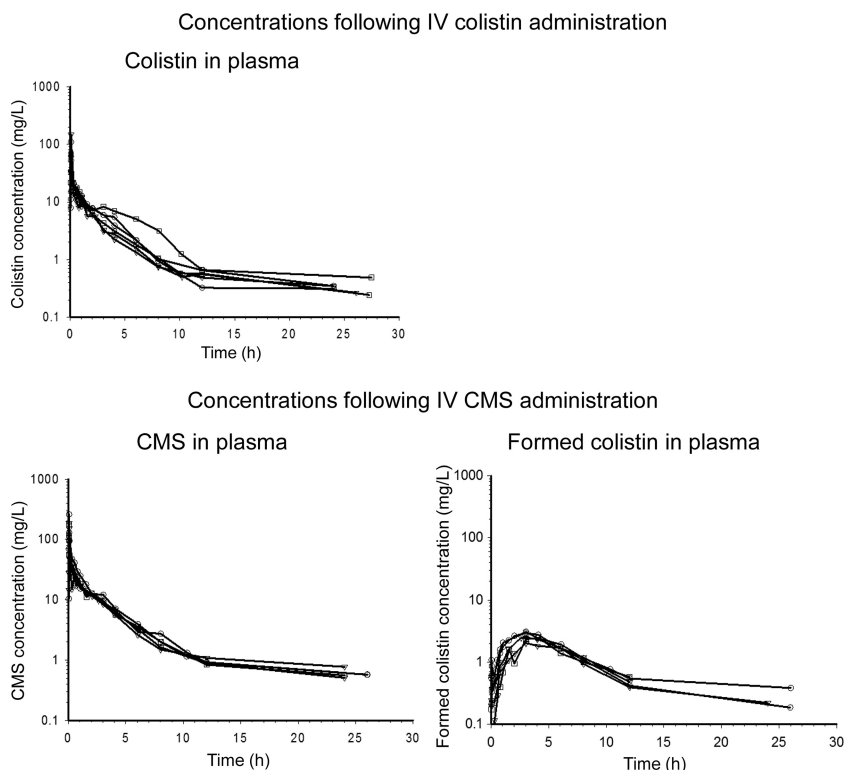 Concentrations following IV colistin administration
Colistin in plasma
Colistin concentration (mg/L)
1000
100
10
1
0.1
0 5 10 15 20 25 30
Time (h)
Concentrations following IV CMS administration
CMS in plasma
CMS concentration (mg/L)
1000
100
10
1
0.1
0 5 10 15 20 25 30
Time (h)
Formed colistin in plasma
Formed colistin concentration (mg/L)
1000
100
10
1
0.1
0 5 10 15 20 25 30
Time (h)